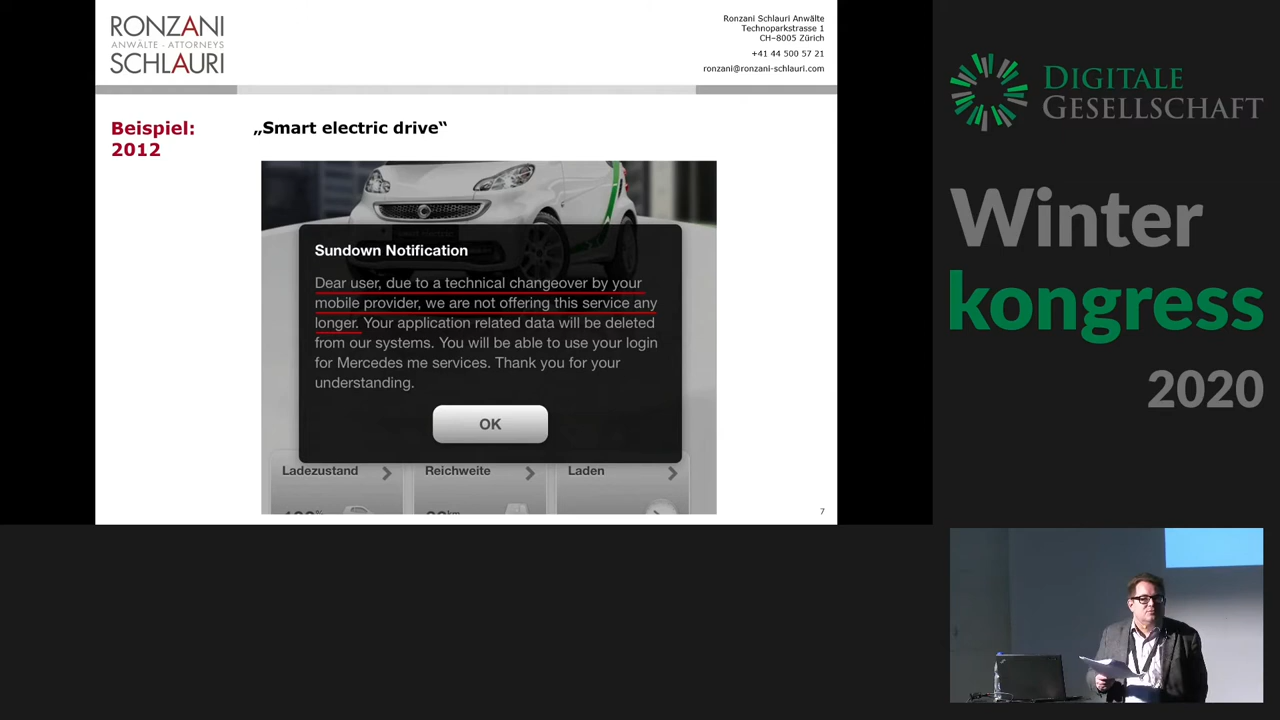 RONZANI
ANWÄLTE - ATTORNEYS
SCHLAURI
Ronzani Schlauri Anwälte
Technoparkstrasse 1
CH–8005 Zürich
+41 44 500 57 21
ronzani@ronzani-schlauri.com
Beispiel:
2012
„Smart electric drive“
Sundown Notification
Dear user, due to a technical changeover by your
mobile provider, we are not offering this service any
longer. Your application related data will be deleted
from our systems. You will be able to use your login
for Mercedes me services. Thank you for your
understanding.
OK
Ladezustand
Reichweite
Laden
7
DIGITALE
GESELLSCHAFT
Winter
kongress
2020